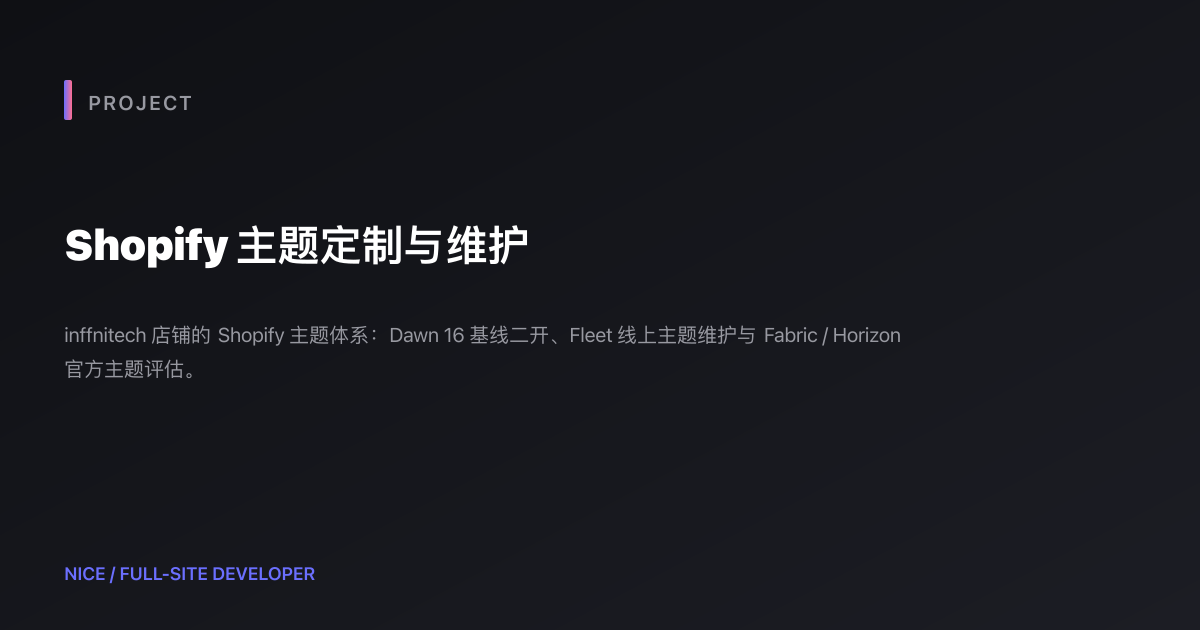 PROJECT
Shopify 主题定制与维护
inffnitech 店铺的 Shopify 主题体系：Dawn 16 基线二开、Fleet 线上主题维护与 Fabric / Horizon
官方主题评估。
NICE / FULL-SITE DEVELOPER